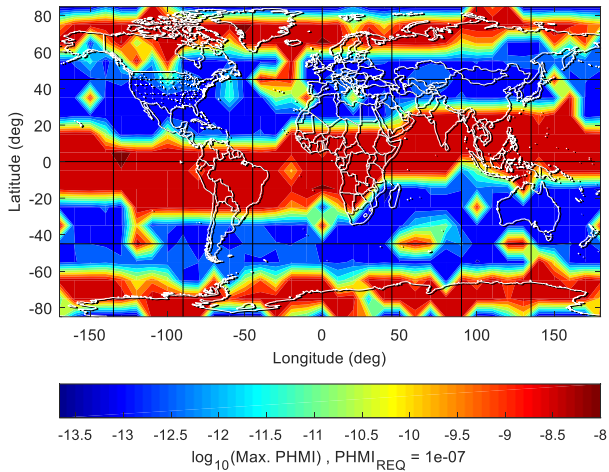 80
60
40
20
0
-20
-40
-60
-80
Latitude (deg)
-150 -100 -50 0 50 100 150
Longitude (deg)
-13.5 -13 -12.5 -12 -11.5 -11 -10.5 -10 -9.5 -9 -8.5 -8
log10(Max. PHMI) , PHMIREQ = 1e-07